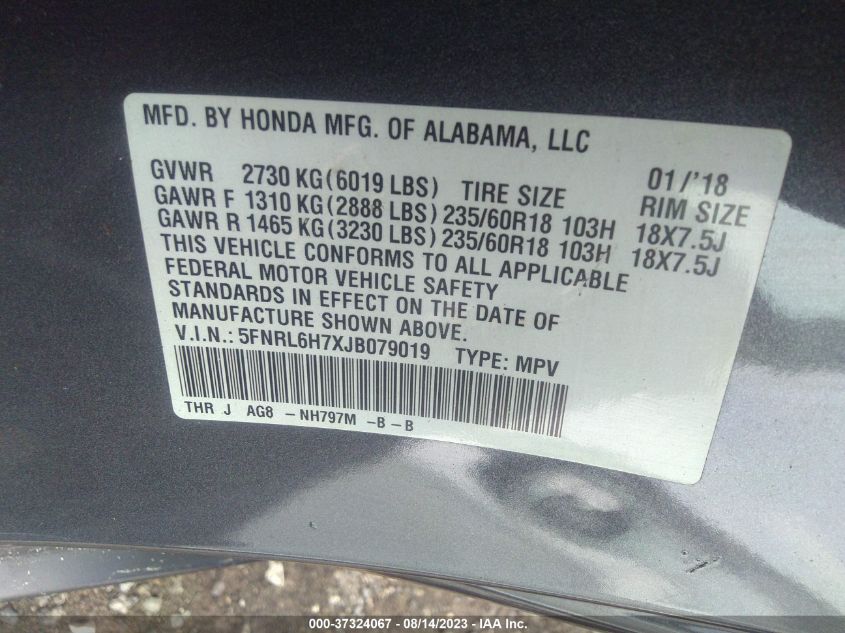 MFD. BY HONDA MFG. OF ALABAMA, LLC
GVWR 2730 KG(6019 LBS) TIRE SIZE 01/'18 RIM SIZE
GAWR F 1310 KG(2888 LBS) 235/60R18 103H 18X7.5J
GAWR R 1465 KG(3230 LBS) 235/60R18 103H 18X7.5J
THIS VEHICLE CONFORMS TO ALL APPLICABLE
FEDERAL MOTOR VEHICLE SAFETY
STANDARDS IN EFFECT ON THE DATE OF
MANUFACTURE SHOWN ABOVE.
V.I.N.: 5FNRL6H7XJB079019 TYPE: MPV
THR J AG8 -NH797M -B-B
000-37324067 - 08/14/2023 - IAA Inc.